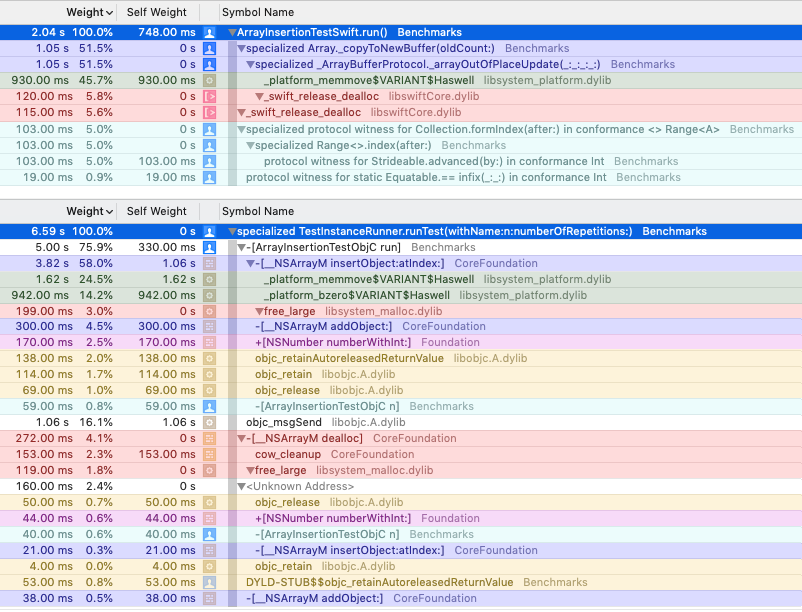 Weight Self Weight Symbol Name
2.04 s 100.0% 748.00 ms ArrayInsertionTestSwift.run() Benchmarks
1.05 s 51.5% 0 s specialized Array._copyToNewBuffer(oldCount:) Benchmarks
1.05 s 51.5% 0 s specialized _ArrayBufferProtocol._arrayOutOfPlaceUpdate(_:_:_:_:) Benchmarks
930.00 ms 45.7% 930.00 ms _platform_memmove$VARIANT$Haswell libsystem_platform.dylib
120.00 ms 5.8% 0 s _swift_release_dealloc libswiftCore.dylib
115.00 ms 5.6% 0 s _swift_release_dealloc libswiftCore.dylib
103.00 ms 5.0% 0 s specialized protocol witness for Collection.formIndex(after:) in conformance <> Range<A> Benchmarks
103.00 ms 5.0% 0 s specialized Range<>.index(after:) Benchmarks
103.00 ms 5.0% 103.00 ms protocol witness for Strideable.advanced(by:) in conformance Int Benchmarks
19.00 ms 0.9% 19.00 ms protocol witness for static Equatable.== infix(_:_:) in conformance Int Benchmarks
Weight Self Weight Symbol Name
6.59 s 100.0% 0 s specialized TestInstanceRunner.runTest(withName:n:numberOfRepetitions:) Benchmarks
5.00 s 75.9% 330.00 ms -[ArrayInsertionTestObjC run] Benchmarks
3.82 s 58.0% 1.06 s -[__NSArrayM insertObject:atIndex:] CoreFoundation
1.62 s 24.5% 1.62 s _platform_memmove$VARIANT$Haswell libsystem_platform.dylib
942.00 ms 14.2% 942.00 ms _platform_bzero$VARIANT$Haswell libsystem_platform.dylib
199.00 ms 3.0% 0 s free_large libsystem_malloc.dylib
300.00 ms 4.5% 300.00 ms -[__NSArrayM addObject:] CoreFoundation
170.00 ms 2.5% 170.00 ms +[NSNumber numberWithInt:] Foundation
138.00 ms 2.0% 138.00 ms objc_retainAutoreleasedReturnValue libobjc.A.dylib
114.00 ms 1.7% 114.00 ms objc_retain libobjc.A.dylib
69.00 ms 1.0% 69.00 ms objc_release libobjc.A.dylib
59.00 ms 0.8% 59.00 ms -[ArrayInsertionTestObjC n] Benchmarks
1.06 s 16.1% 1.06 s objc_msgSend libobjc.A.dylib
272.00 ms 4.1% 0 s -[__NSArrayM dealloc] CoreFoundation
153.00 ms 2.3% 153.00 ms cow_cleanup CoreFoundation
119.00 ms 1.8% 0 s free_large libsystem_malloc.dylib
160.00 ms 2.4% 0 s <Unknown Address>
50.00 ms 0.7% 50.00 ms objc_release libobjc.A.dylib
44.00 ms 0.6% 44.00 ms +[NSNumber numberWithInt:] Foundation
40.00 ms 0.6% 40.00 ms -[ArrayInsertionTestObjC n] Benchmarks
21.00 ms 0.3% 21.00 ms -[__NSArrayM insertObject:atIndex:] CoreFoundation
4.00 ms 0.0% 4.00 ms objc_retain libobjc.A.dylib
53.00 ms 0.8% 53.00 ms DYLD-STUB$$objc_retainAutoreleasedReturnValue Benchmarks
38.00 ms 0.5% 38.00 ms -[__NSArrayM addObject:] CoreFoundation